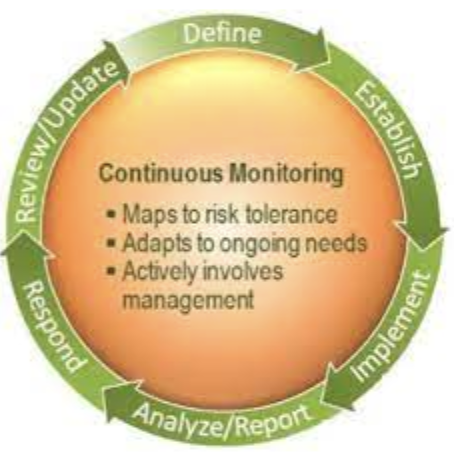 Define
Establish
Implement
Analyze/Report
Respond
Review/Update
Continuous Monitoring
▪ Maps to risk tolerance
▪ Adapts to ongoing needs
▪ Actively involves
management